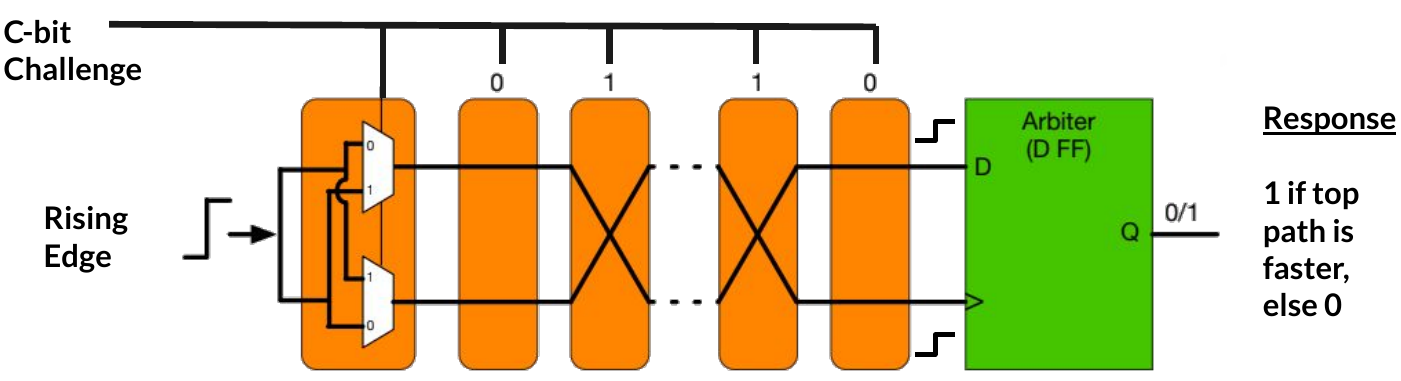 C-bit
Challenge
0
1
1
0
0
1
1
0
Rising
Edge
Arbiter
(D FF)
D
Q
0/1
Response
1 if top
path is
faster,
else 0